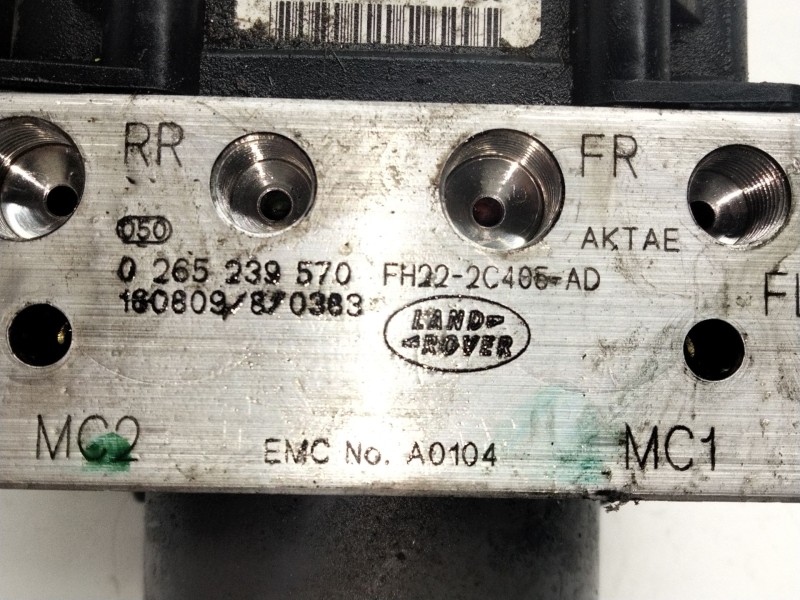 RR
FR
050
AKTAE
0 265 239 570
FH22-2C405-AD
160809/8/0383
LAND
ROVER
FL
MC2
EMC No. A0104
MC1